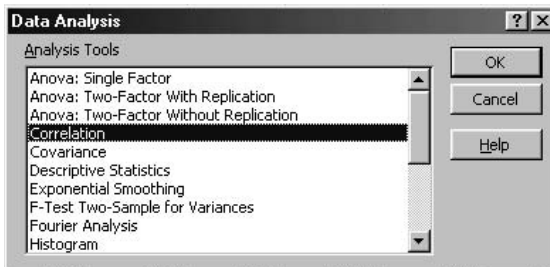 Data Analysis
Analysis Tools
Anova: Single Factor
Anova: Two-Factor With Replication
Anova: Two-Factor Without Replication
Correlation
Covariance
Descriptive Statistics
Exponential Smoothing
F-Test Two-Sample for Variances
Fourier Analysis
Histogram
OK
Cancel
Help